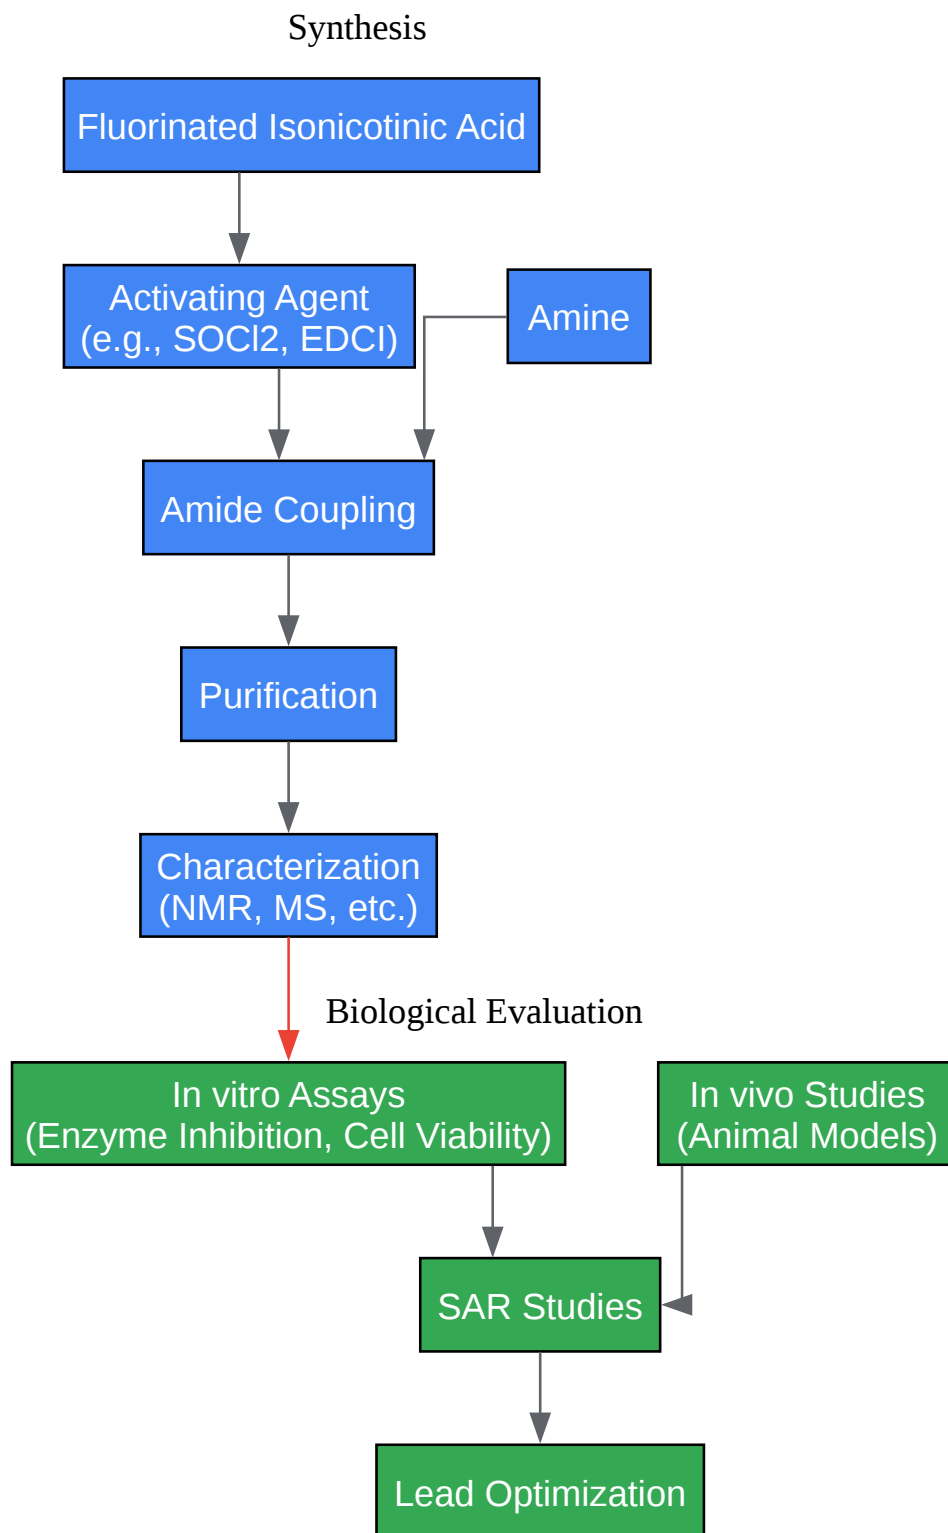 Synthesis
Fluorinated Isonicotinic Acid
Activating Agent
(e.g., SOCl2, EDCI)
Amine
Amide Coupling
Purification
Characterization
(NMR, MS, etc.)
Biological Evaluation
In vitro Assays
(Enzyme Inhibition, Cell Viability)
In vivo Studies
(Animal Models)
SAR Studies
Lead Optimization